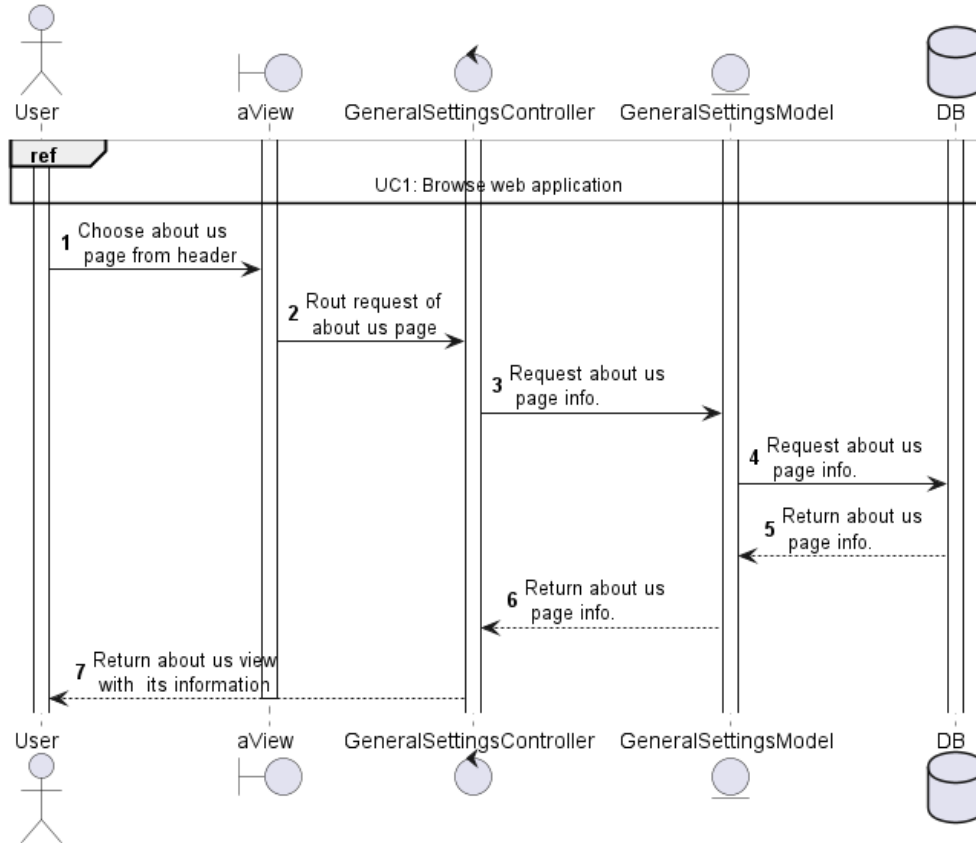 User
aView
GeneralSettingsController
GeneralSettingsModel
DB
ref
UC1: Browse web application
1 Choose about us
page from header
2 Rout request of
about us page
3 Request about us
page info.
4 Request about us
page info.
5 Return about us
page info.
6 Return about us
page info.
7 Return about us view
with its information
User
aView
GeneralSettingsController
GeneralSettingsModel
DB